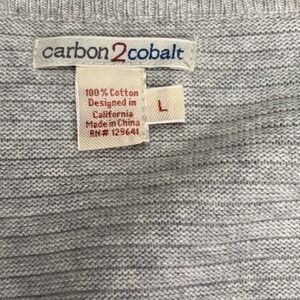 carbon2cobalt
100% Cotton
Designed in
California
Made in China
RN# 129641
L